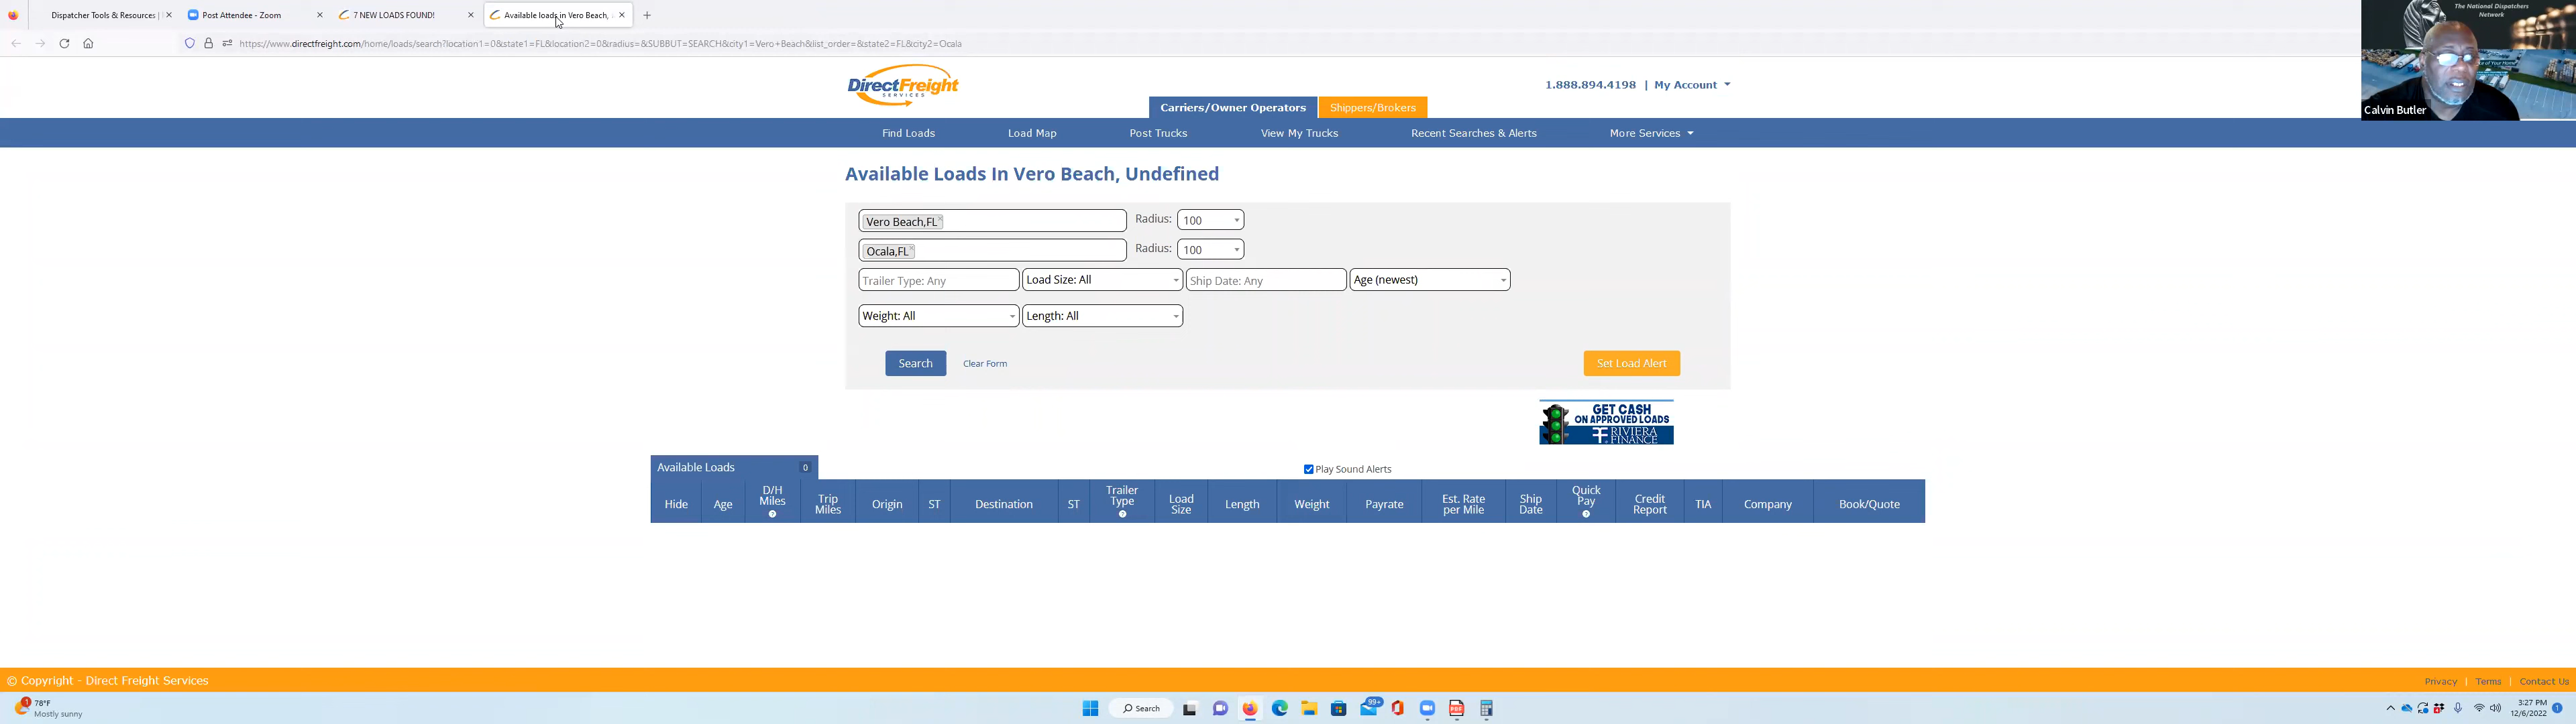 Dispatcher Tools & Resources |
Post Attendee - Zoom
7 NEW LOADS FOUND!
Available loads in Vero Beach,
https://www.directfreight.com/home/loads/search?location1=0&state1=FL&location2=0&radius=&SUBBUT=SEARCH&city1=Vero+Beach&list_order=&state2=FL&city2=Ocala
The National Dispatchers
Network
of Your Home
Calvin Butler
DirectFreight
SERVICES
1.888.894.4198 | My Account
Carriers/Owner Operators
Shippers/Brokers
Find Loads
Load Map
Post Trucks
View My Trucks
Recent Searches & Alerts
More Services
Available Loads In Vero Beach, Undefined
Vero Beach,FL
Radius: 100
Ocala,FL
Radius: 100
Trailer Type: Any
Load Size: All
Ship Date: Any
Age (newest)
Weight: All
Length: All
Search
Clear Form
Set Load Alert
GET CASH
ON APPROVED LOADS
RIVIERA
FINANCE
Available Loads 0
Play Sound Alerts
Hide
Age
D/H
Miles
Trip
Miles
Origin
ST
Destination
ST
Trailer
Type
Load
Size
Length
Weight
Payrate
Est. Rate
per Mile
Ship
Date
Quick
Pay
Credit
Report
TIA
Company
Book/Quote
© Copyright - Direct Freight Services
Privacy | Terms | Contact Us
1
78°F
Mostly sunny
Search
99+
PDF
3:27 PM
12/6/2022
1